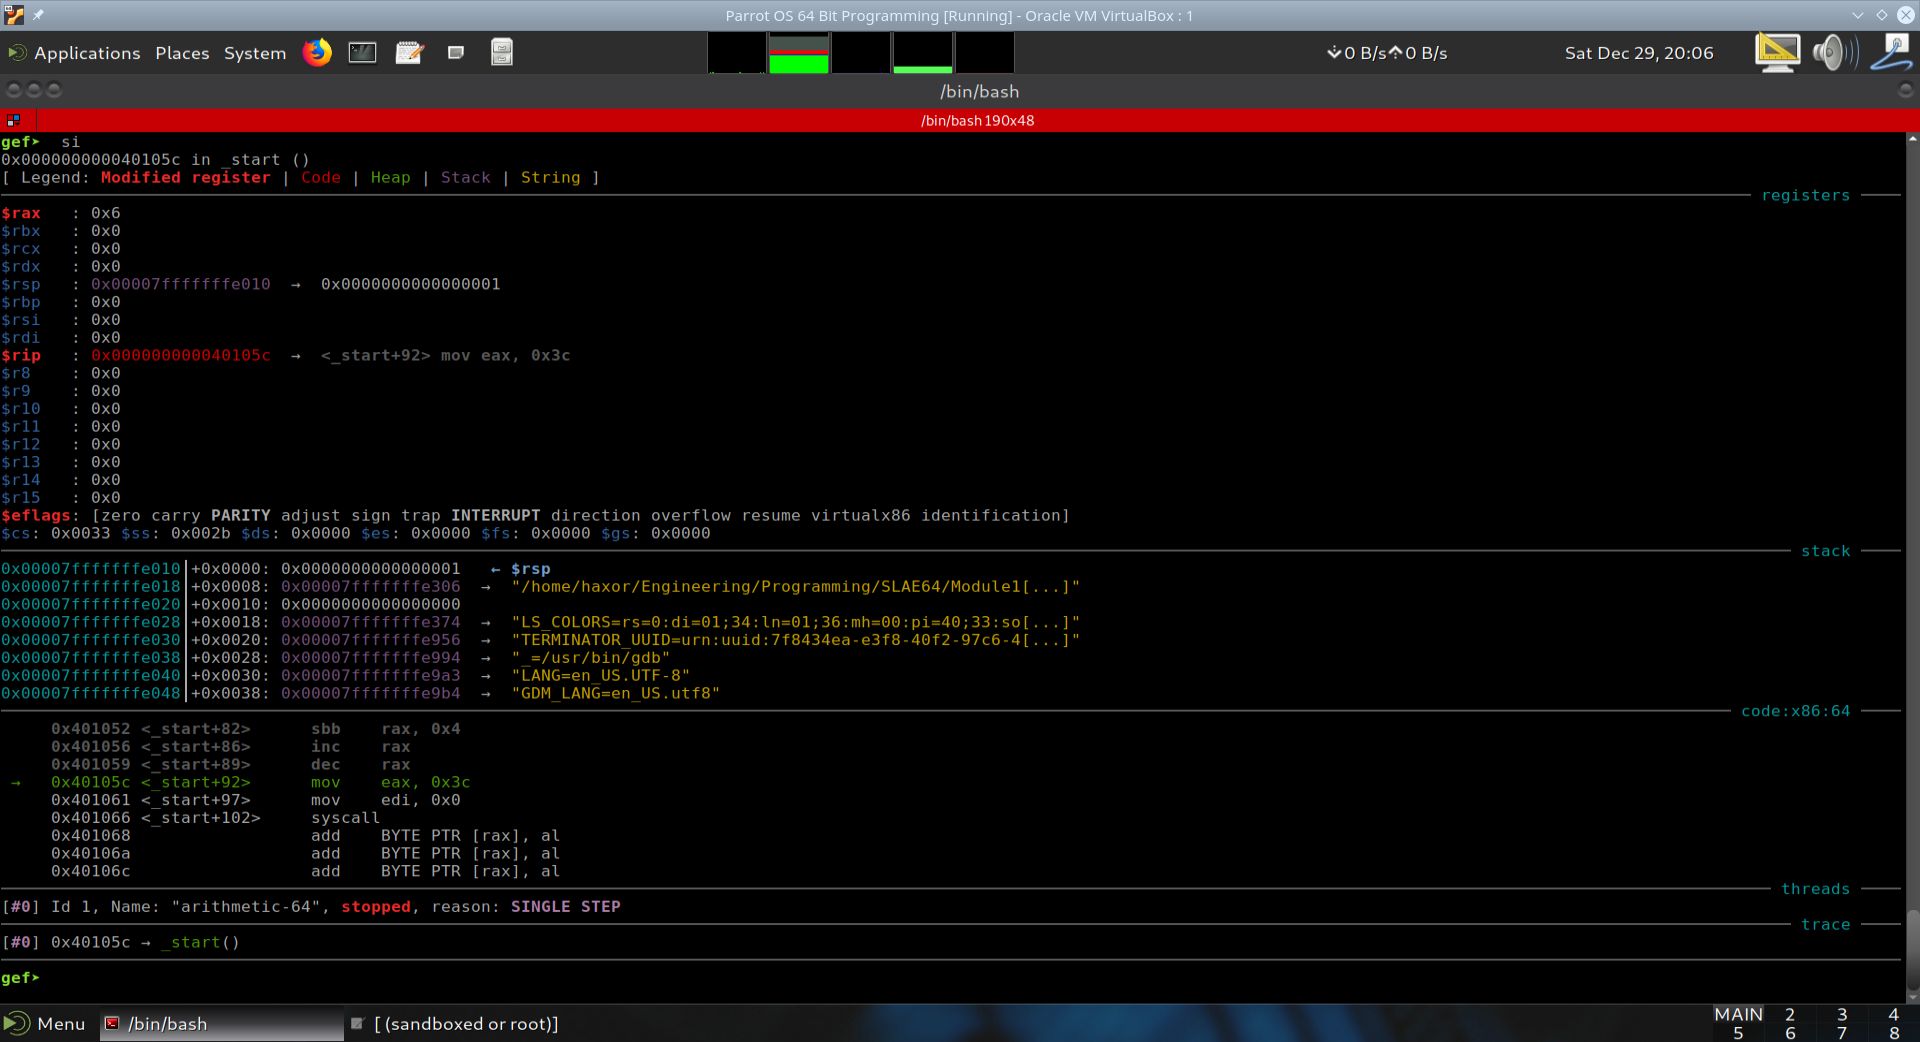 Parrot OS 64 Bit Programming [Running] - Oracle VM VirtualBox : 1
Applications Places System 0 B/s 0 B/s Sat Dec 29, 20:06
/bin/bash
/bin/bash 190x48
gef➤  si
0x000000000040105c in _start ()
[ Legend: Modified register | Code | Heap | Stack | String ]
registers
$rax   : 0x6
$rbx   : 0x0
$rcx   : 0x0
$rdx   : 0x0
$rsp   : 0x00007fffffffe010  →  0x0000000000000001
$rbp   : 0x0
$rsi   : 0x0
$rdi   : 0x0
$rip   : 0x000000000040105c  →  <_start+92> mov eax, 0x3c
$r8    : 0x0
$r9    : 0x0
$r10   : 0x0
$r11   : 0x0
$r12   : 0x0
$r13   : 0x0
$r14   : 0x0
$r15   : 0x0
$eflags: [zero carry PARITY adjust sign trap INTERRUPT direction overflow resume virtualx86 identification]
$cs: 0x0033 $ss: 0x002b $ds: 0x0000 $es: 0x0000 $fs: 0x0000 $gs: 0x0000
stack
0x00007fffffffe010│+0x0000: 0x0000000000000001   ← $rsp
0x00007fffffffe018│+0x0008: 0x00007fffffffe306  →  "/home/haxor/Engineering/Programming/SLAE64/Module1[...]"
0x00007fffffffe020│+0x0010: 0x0000000000000000
0x00007fffffffe028│+0x0018: 0x00007fffffffe374  →  "LS_COLORS=rs=0:di=01;34:ln=01;36:mh=00:pi=40;33:so[...]"
0x00007fffffffe030│+0x0020: 0x00007fffffffe956  →  "TERMINATOR_UUID=urn:uuid:7f8434ea-e3f8-40f2-97c6-4[...]"
0x00007fffffffe038│+0x0028: 0x00007fffffffe994  →  "_=/usr/bin/gdb"
0x00007fffffffe040│+0x0030: 0x00007fffffffe9a3  →  "LANG=en_US.UTF-8"
0x00007fffffffe048│+0x0038: 0x00007fffffffe9b4  →  "GDM_LANG=en_US.utf8"
code:x86:64
0x401052 <_start+82>      sbb    rax, 0x4
0x401056 <_start+86>      inc    rax
0x401059 <_start+89>      dec    rax
→   0x40105c <_start+92>      mov    eax, 0x3c
0x401061 <_start+97>      mov    edi, 0x0
0x401066 <_start+102>     syscall
0x401068                  add    BYTE PTR [rax], al
0x40106a                  add    BYTE PTR [rax], al
0x40106c                  add    BYTE PTR [rax], al
threads
[#0] Id 1, Name: "arithmetic-64", stopped, reason: SINGLE STEP
trace
[#0] 0x40105c → _start()
gef➤
Menu /bin/bash [ (sandboxed or root)] MAIN 2 3 4
5 6 7 8